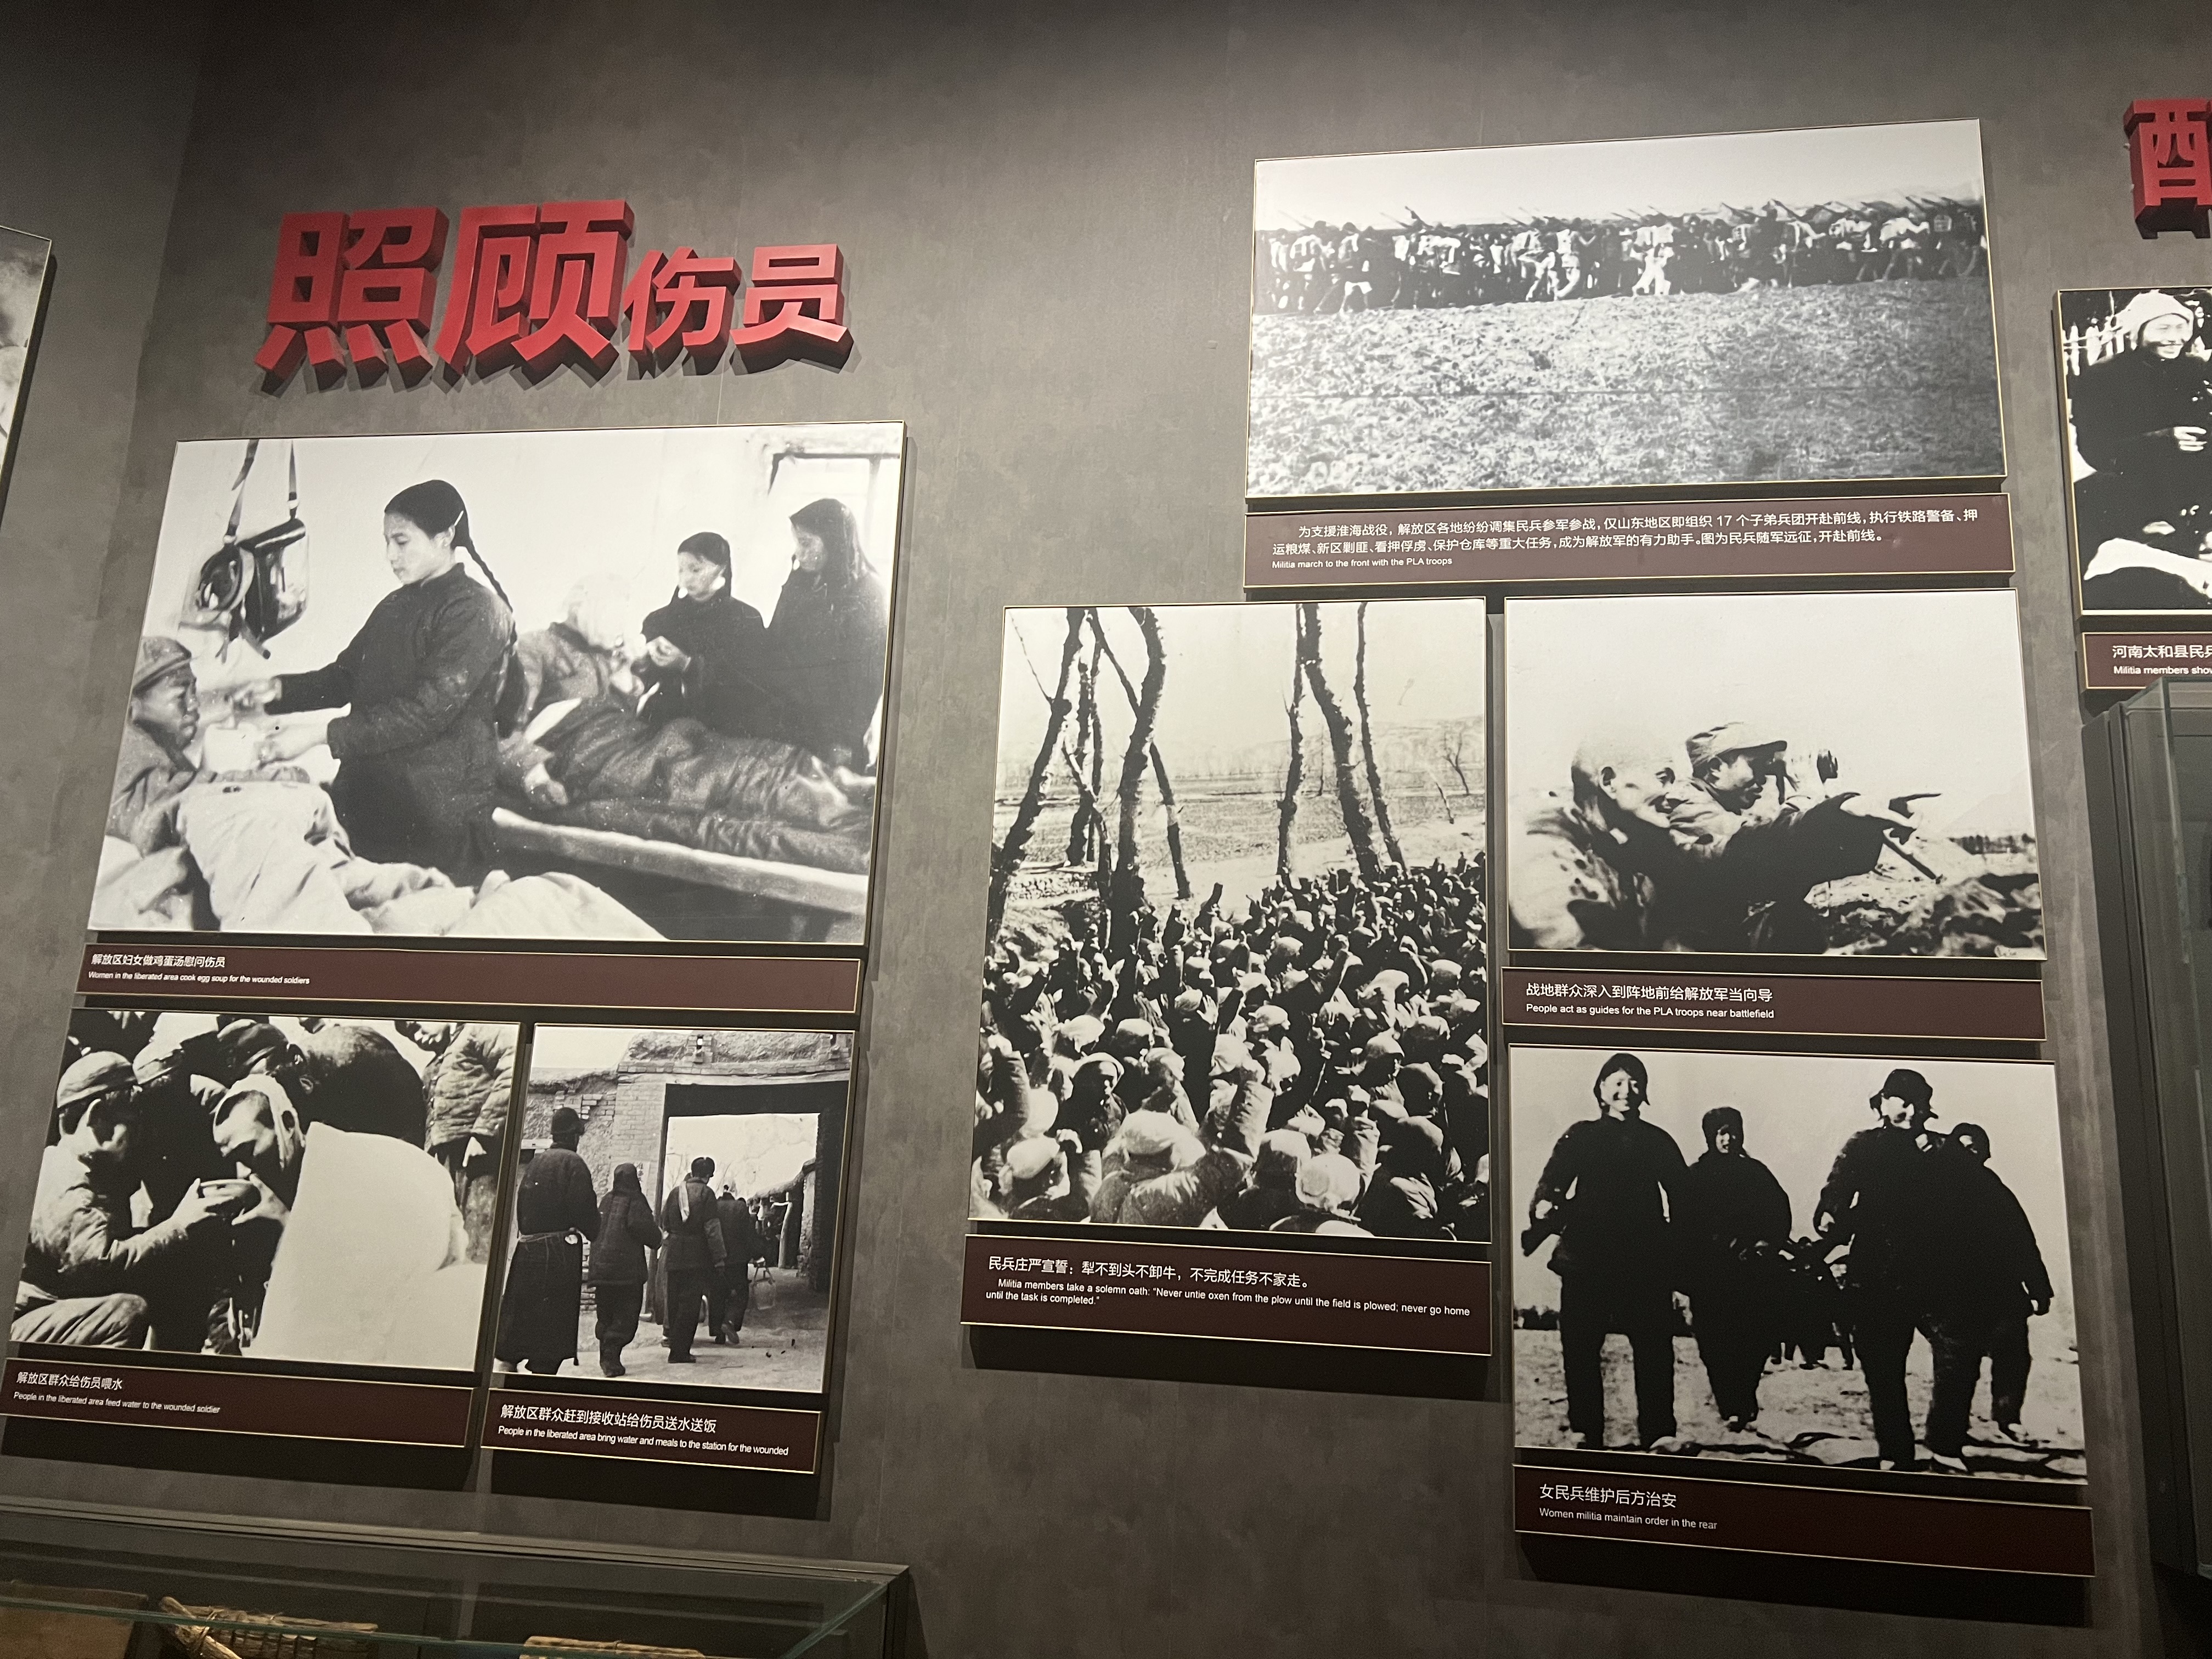 照顾伤员
解放区妇女做鸡蛋汤慰问伤员
Women in the liberated area cook egg soup for the wounded soldiers
解放区群众给伤员喂水
People in the liberated area feed water to the wounded soldier
解放区群众赶到接收站给伤员送水送饭
People in the liberated area bring water and meals to the station for the wounded
为支援淮海战役，解放区各地纷纷调集民兵参军参战，仅山东地区即组织 17 个子弟兵团开赴前线，执行铁路警备、押
运粮煤、新区剿匪、看押俘虏、保护仓库等重大任务，成为解放军的有力助手。图为民兵随军远征，开赴前线。
Militia march to the front with the PLA troops
民兵庄严宣誓：犁不到头不卸牛，不完成任务不家走。
Militia members take a solemn oath: "Never untie oxen from the plow until the field is plowed; never go home
until the task is completed."
战地群众深入到阵地前给解放军当向导
People act as guides for the PLA troops near battlefield
女民兵维护后方治安
Women militia maintain order in the rear
河南太和县民兵
Militia members show